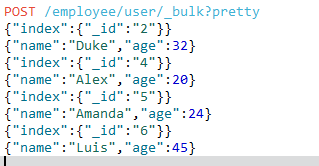 POST /employee/user/_bulk?pretty
{"index":{"_id":"2"}}
{"name":"Duke","age":32}
{"index":{"_id":"4"}}
{"name":"Alex","age":20}
{"index":{"_id":"5"}}
{"name":"Amanda","age":24}
{"index":{"_id":"6"}}
{"name":"Luis","age":45}